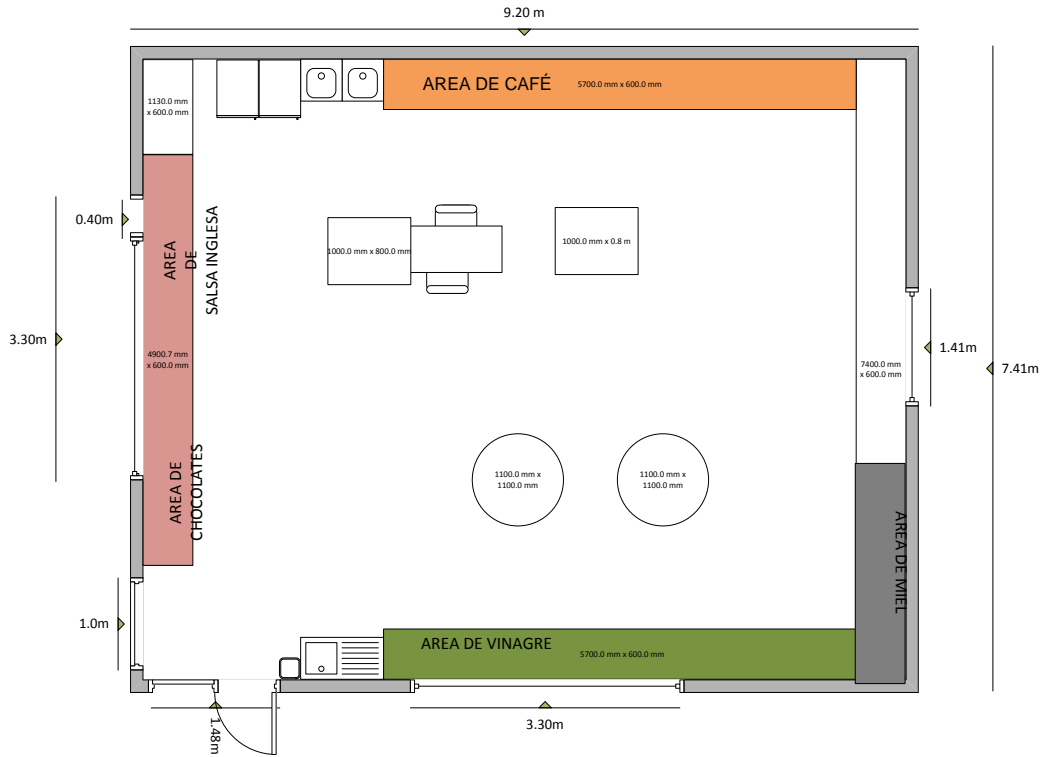 9.20 m
AREA DE CAFÉ
5700.0 mm x 600.0 mm
1130.0 mm
x 600.0 mm
0.40m
AREA
DE
SALSA INGLESA
1000.0 mm x 800.0 mm
1000.0 mm x 0.8 m
3.30m
4900.7 mm
x 600.0 mm
7400.0 mm
x 600.0 mm
1.41m
7.41m
AREA DE
CHOCOLATES
1100.0 mm x
1100.0 mm
1100.0 mm x
1100.0 mm
AREA DE MIEL
1.0m
AREA DE VINAGRE
5700.0 mm x 600.0 mm
1.48m
3.30m